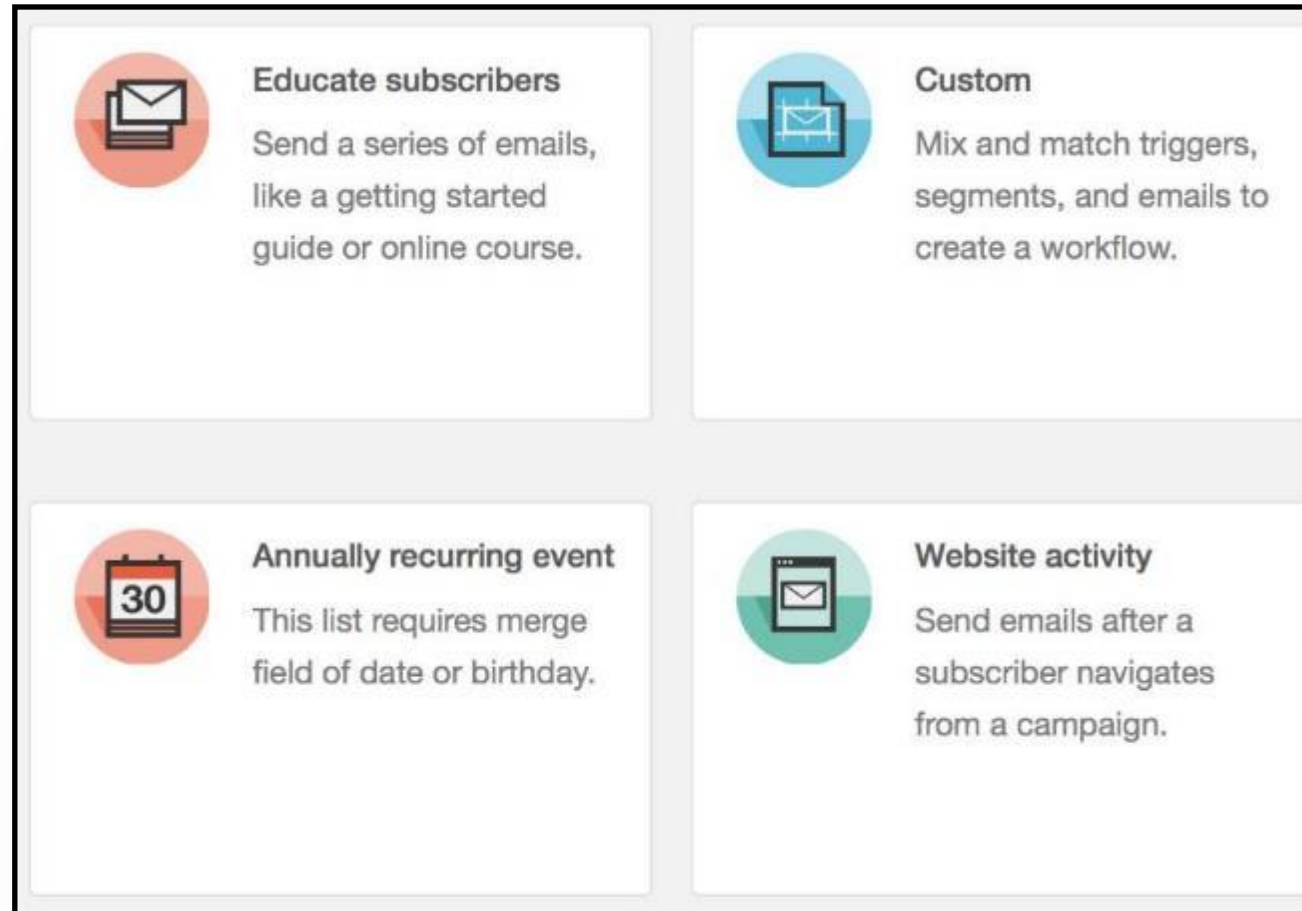 Educate subscribers
Send a series of emails,
like a getting started
guide or online course.
Custom
Mix and match triggers,
segments, and emails to
create a workflow.
30
Annually recurring event
This list requires merge
field of date or birthday.
Website activity
Send emails after a
subscriber navigates
from a campaign.